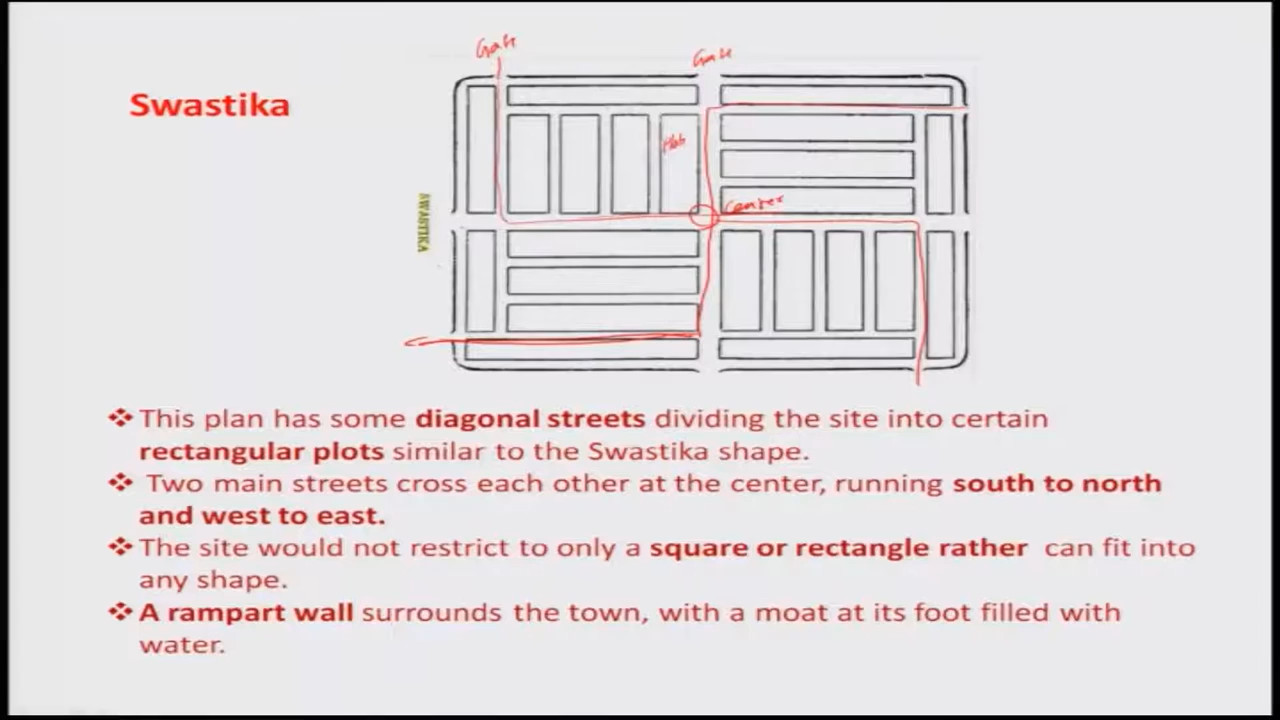 Gate
Gate
Swastika
Center
SWASTIKA
❖ This plan has some diagonal streets dividing the site into certain
rectangular plots similar to the Swastika shape.
❖ Two main streets cross each other at the center, running south to north
and west to east.
❖ The site would not restrict to only a square or rectangle rather can fit into
any shape.
❖ A rampart wall surrounds the town, with a moat at its foot filled with
water.